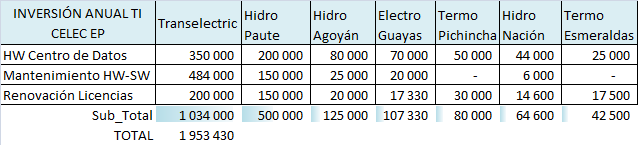 INVERSIÓN ANUAL TI CELEC EP Transelectric Hidro Paute Hidro Agoyán Electro Guayas Termo Pichincha Hidro Nación Termo Esmeraldas
HW Centro de Datos 350 000 200 000 80 000 70 000 50 000 44 000 25 000
Mantenimiento HW-SW 484 000 150 000 25 000 20 000 - 6 000 -
Renovación Licencias 200 000 150 000 20 000 17 330 30 000 14 600 17 500
Sub_Total 1 034 000 500 000 125 000 107 330 80 000 64 600 42 500
TOTAL 1 953 430